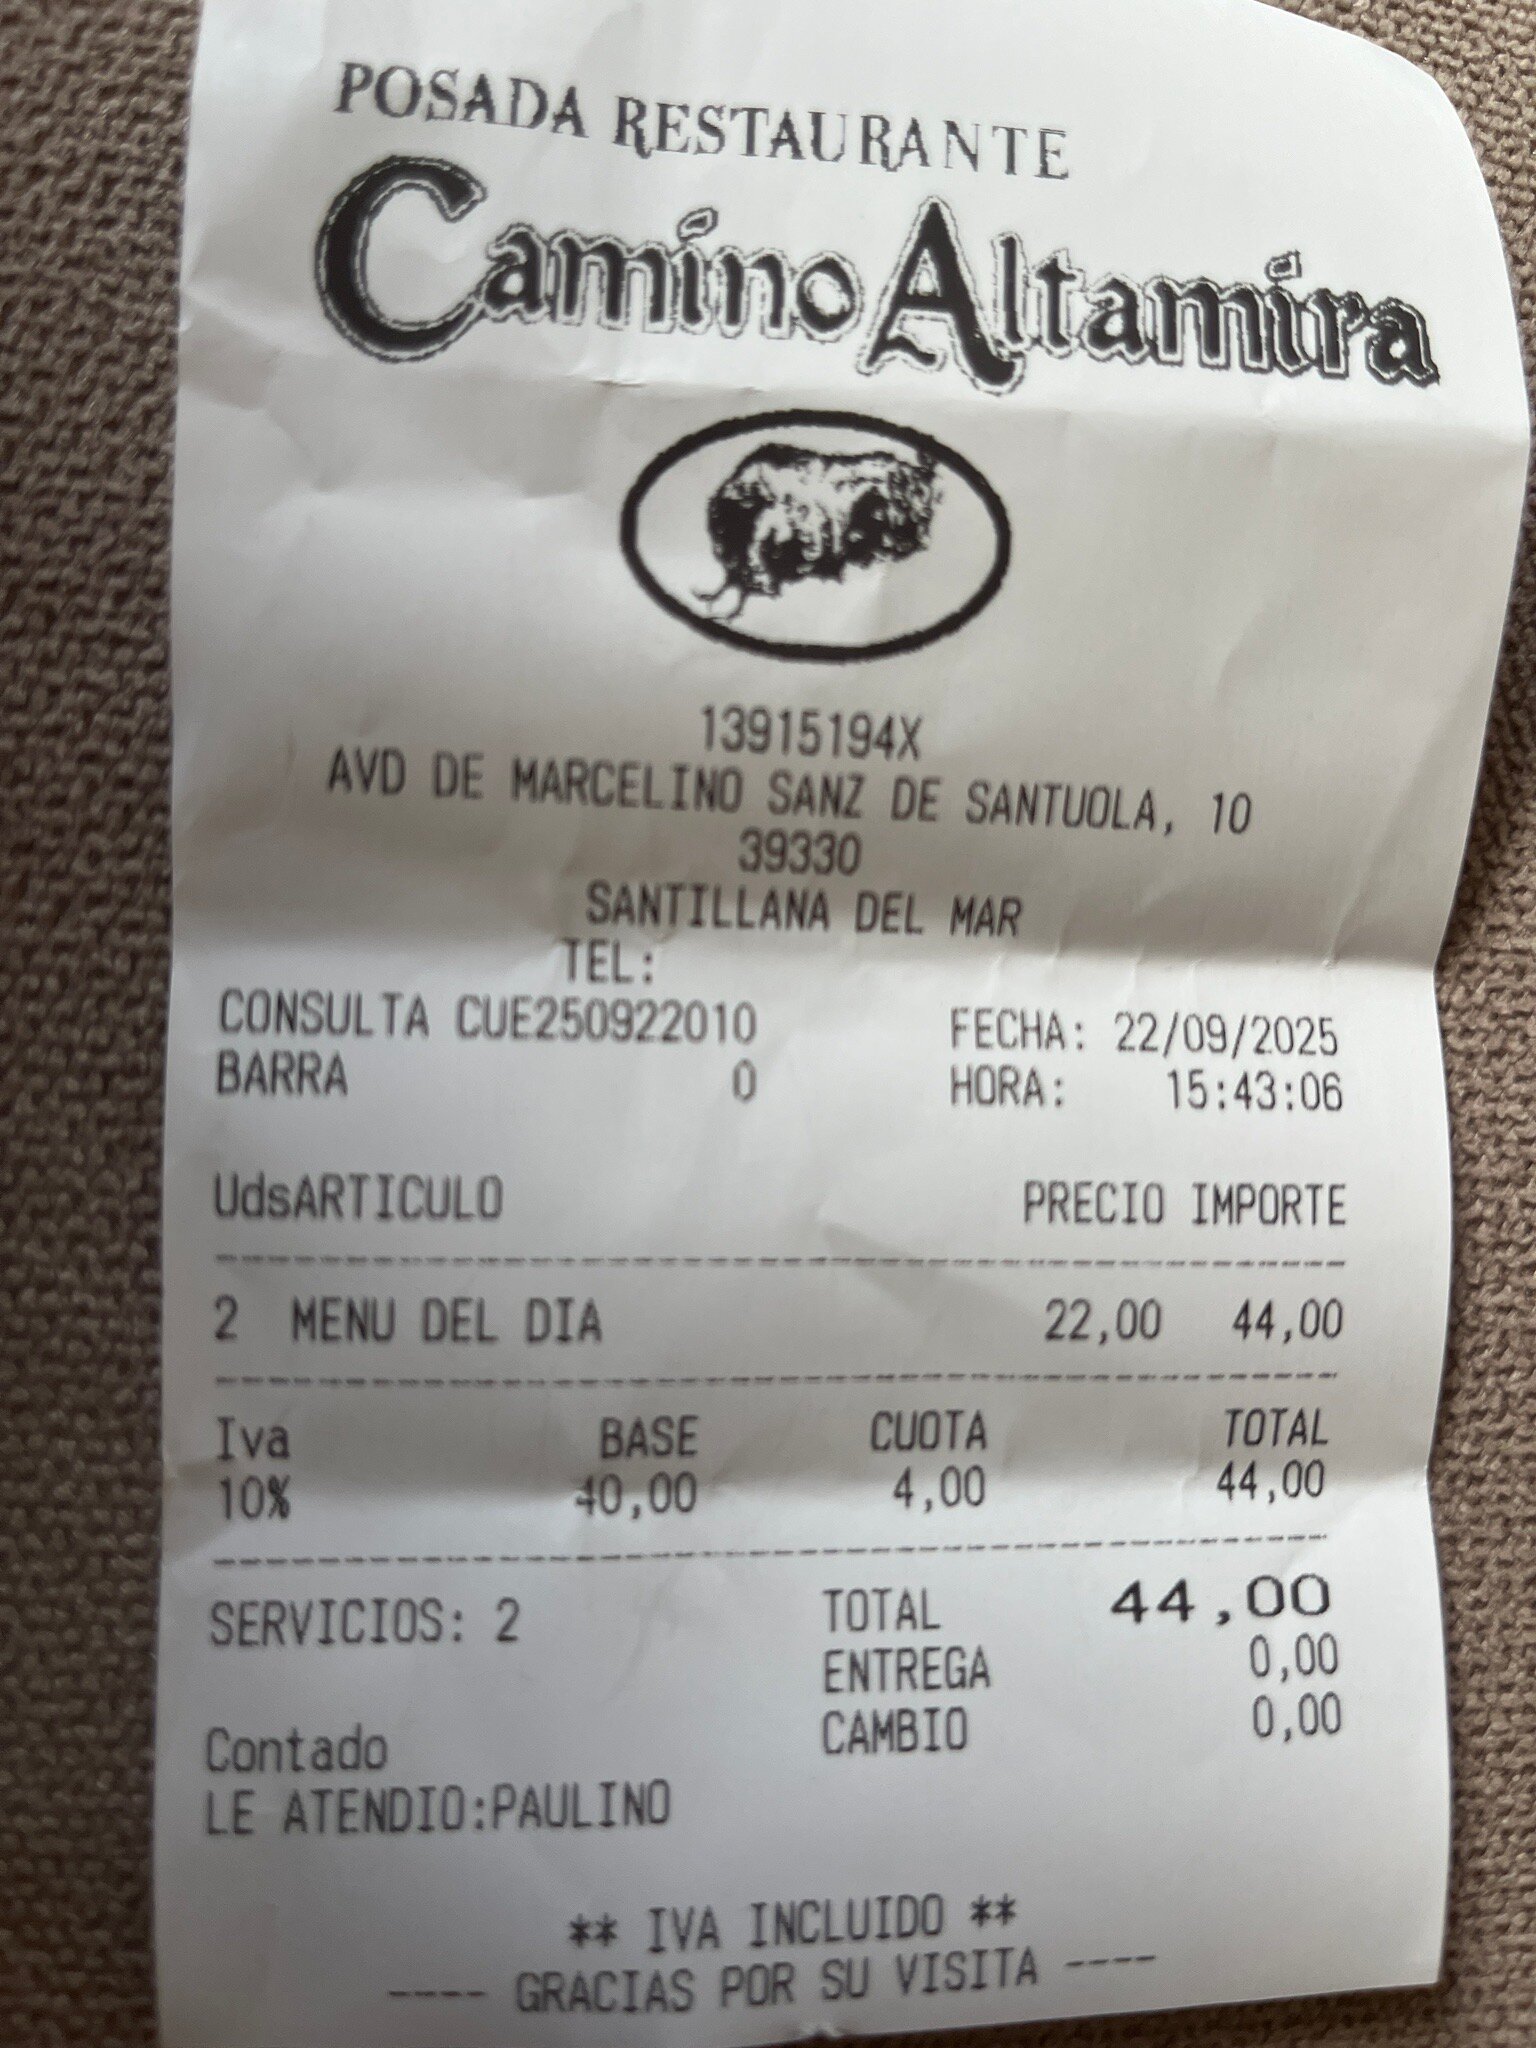 POSADA RESTAURANTE
Camino Altamira
13915194X
AVD DE MARCELINO SANZ DE SANTUOLA, 10
39330
SANTILLANA DEL MAR
TEL:
CONSULTA CUE250922010 FECHA: 22/09/2025
BARRA 0 HORA: 15:43:06
UdsARTICULO PRECIO IMPORTE
2 MENU DEL DIA 22,00 44,00
Iva BASE CUOTA TOTAL
10% 40,00 4,00 44,00
SERVICIOS: 2 TOTAL 44,00
ENTREGA 0,00
CAMBIO 0,00
Contado
LE ATENDIO:PAULINO
** IVA INCLUIDO **
---- GRACIAS POR SU VISITA ----